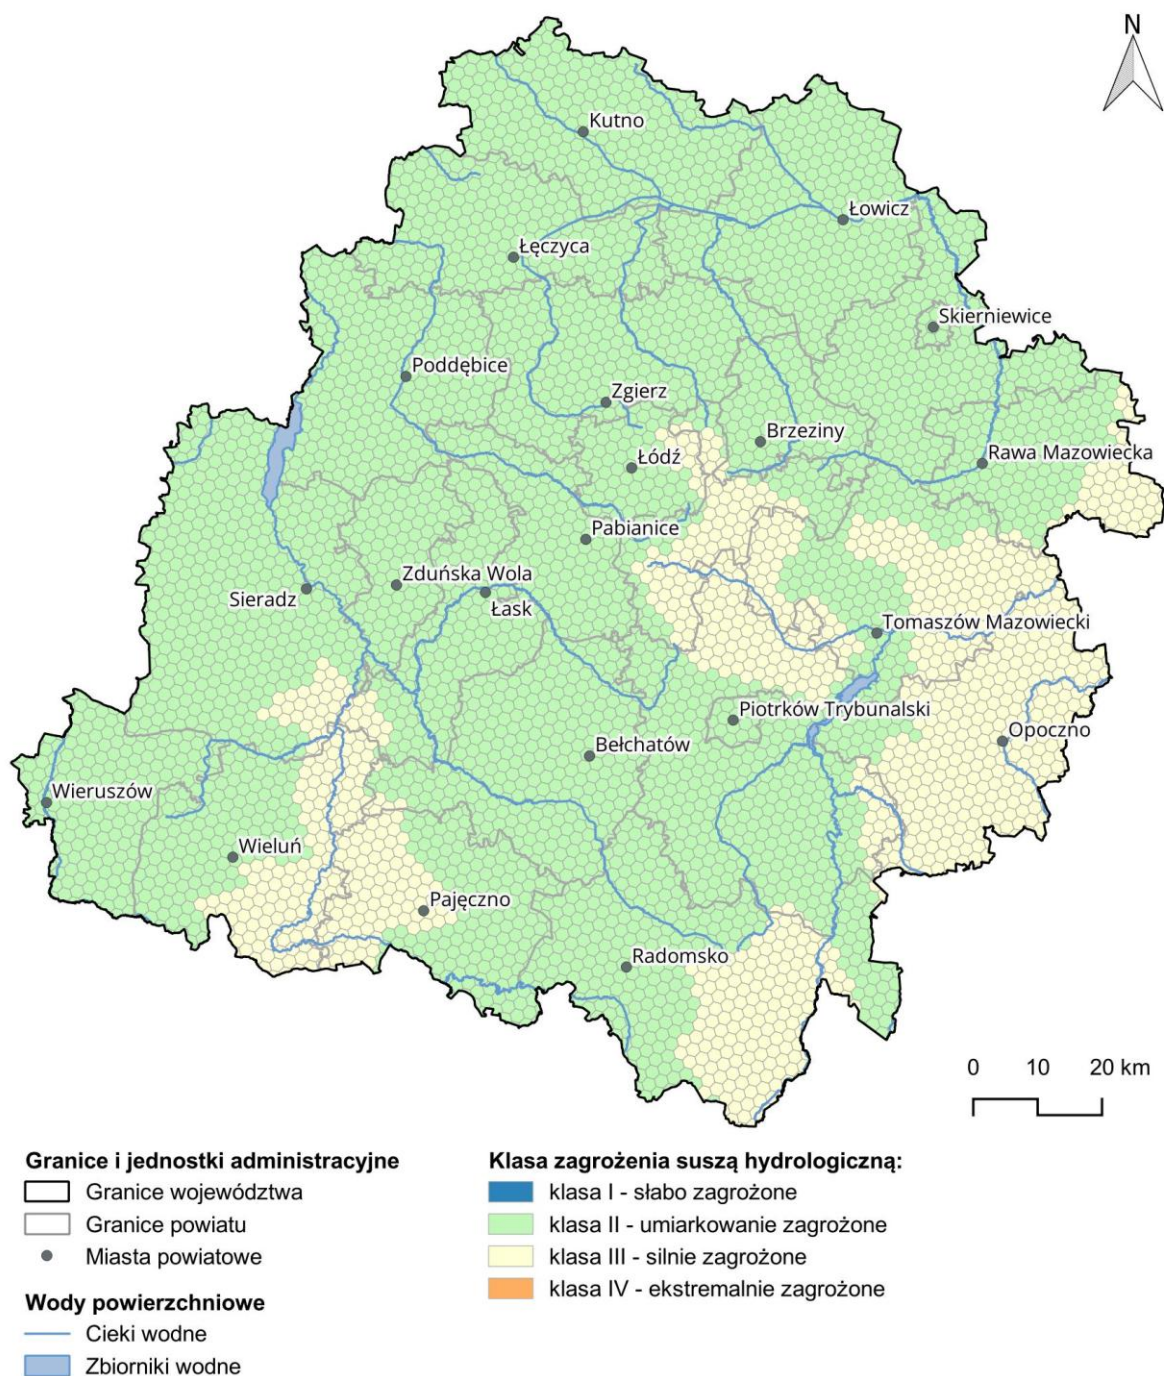 N
Kutno
Łowicz
Łęczyca
Skierniewice
Poddębice
Zgierz
Brzeziny
Łódź
Rawa Mazowiecka
Pabianice
Zduńska Wola
Sieradz
Łask
Tomaszów Mazowiecki
Piotrków Trybunalski
Opoczno
Bełchatów
Wieruszów
Wieluń
Pajęczno
Radomsko
0 10 20 km
Granice i jednostki administracyjne
Granice województwa
Granice powiatu
Miasta powiatowe
Wody powierzchniowe
Cieki wodne
Zbiorniki wodne
Klasa zagrożenia suszą hydrologiczną:
klasa I - słabo zagrożone
klasa II - umiarkowanie zagrożone
klasa III - silnie zagrożone
klasa IV - ekstremalnie zagrożone